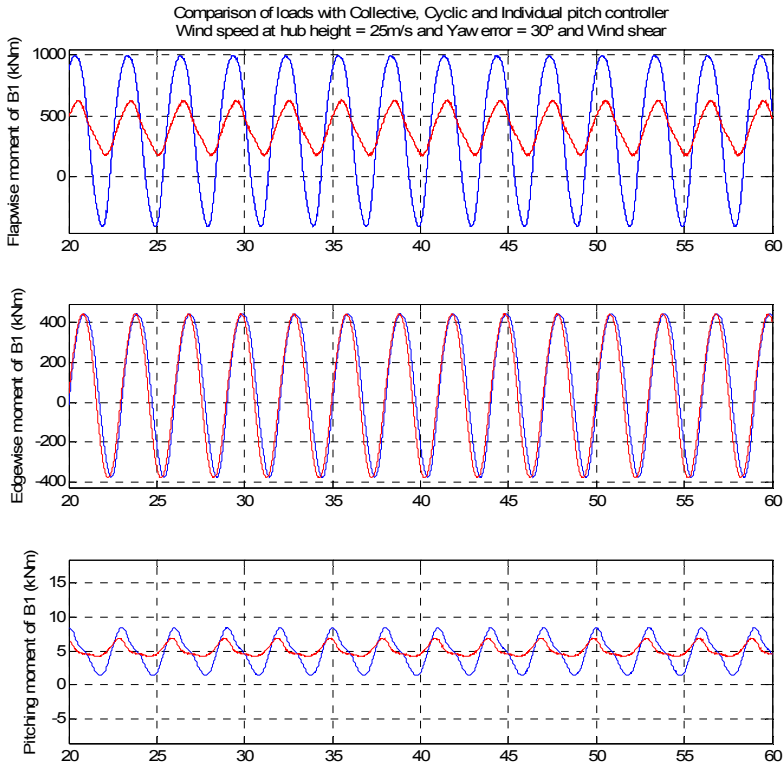 Comparison of loads with Collective, Cyclic and Individual pitch controller
Wind speed at hub height = 25m/s and Yaw error = 30º and Wind shear
Flapwise moment of B1 (kNm)
1000
500
0
20 25 30 35 40 45 50 55 60
Edgewise moment of B1 (kNm)
400
200
0
-200
-400
20 25 30 35 40 45 50 55 60
Pitching moment of B1 (kNm)
15
10
5
0
-5
20 25 30 35 40 45 50 55 60